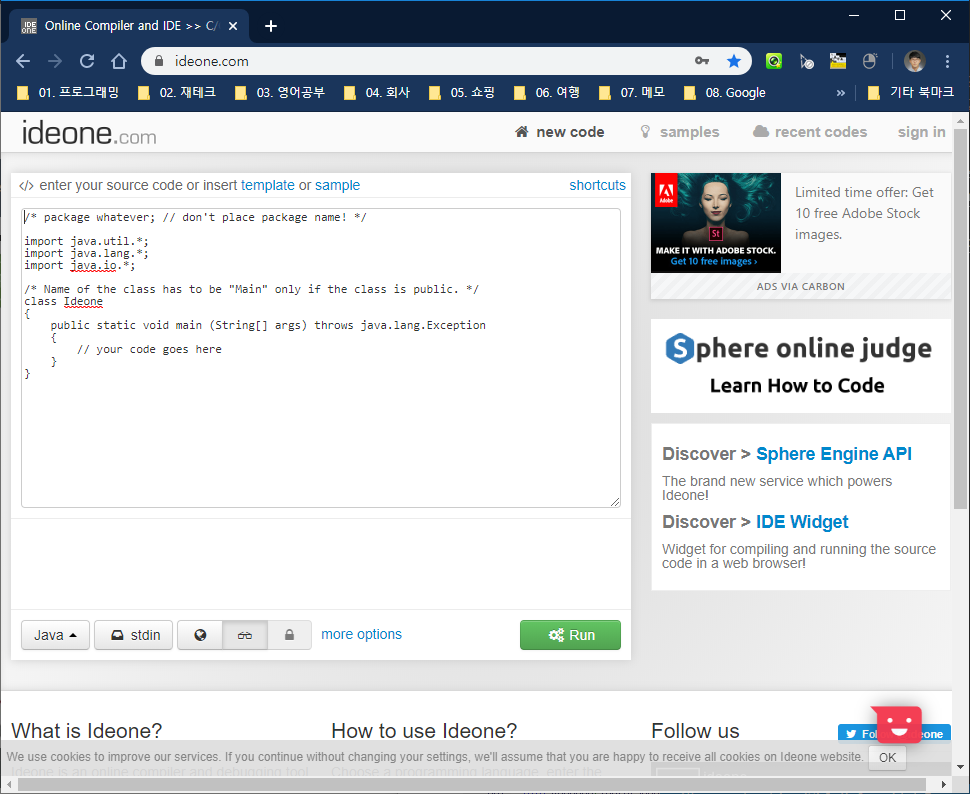 Online Compiler and IDE >> C/
ideone.com
01. 프로그래밍
02. 재테크
03. 영어공부
04. 회사
05. 쇼핑
06. 여행
07. 메모
08. Google
»
기타 북마크
ideone.com
new code
samples
recent codes
sign in
</> enter your source code or insert template or sample
shortcuts
/* package whatever; // don't place package name! */
import java.util.*;
import java.lang.*;
import java.io.*;
/* Name of the class has to be "Main" only if the class is public. */
class Ideone
{
public static void main (String[] args) throws java.lang.Exception
{
// your code goes here
}
}
Java
stdin
more options
Run
Adobe
St
MAKE IT WITH ADOBE STOCK.
Get 10 free images ›
Limited time offer: Get
10 free Adobe Stock
images.
ADS VIA CARBON
Sphere online judge
Learn How to Code
Discover > Sphere Engine API
The brand new service which powers
Ideone!
Discover > IDE Widget
Widget for compiling and running the source
code in a web browser!
What is Ideone?
How to use Ideone?
Follow us
We use cookies to improve our services. If you continue without changing your settings, we'll assume that you are happy to receive all cookies on Ideone website.
OK
Ideone is an online compiler and debugging tool
Choose a programming language, enter the